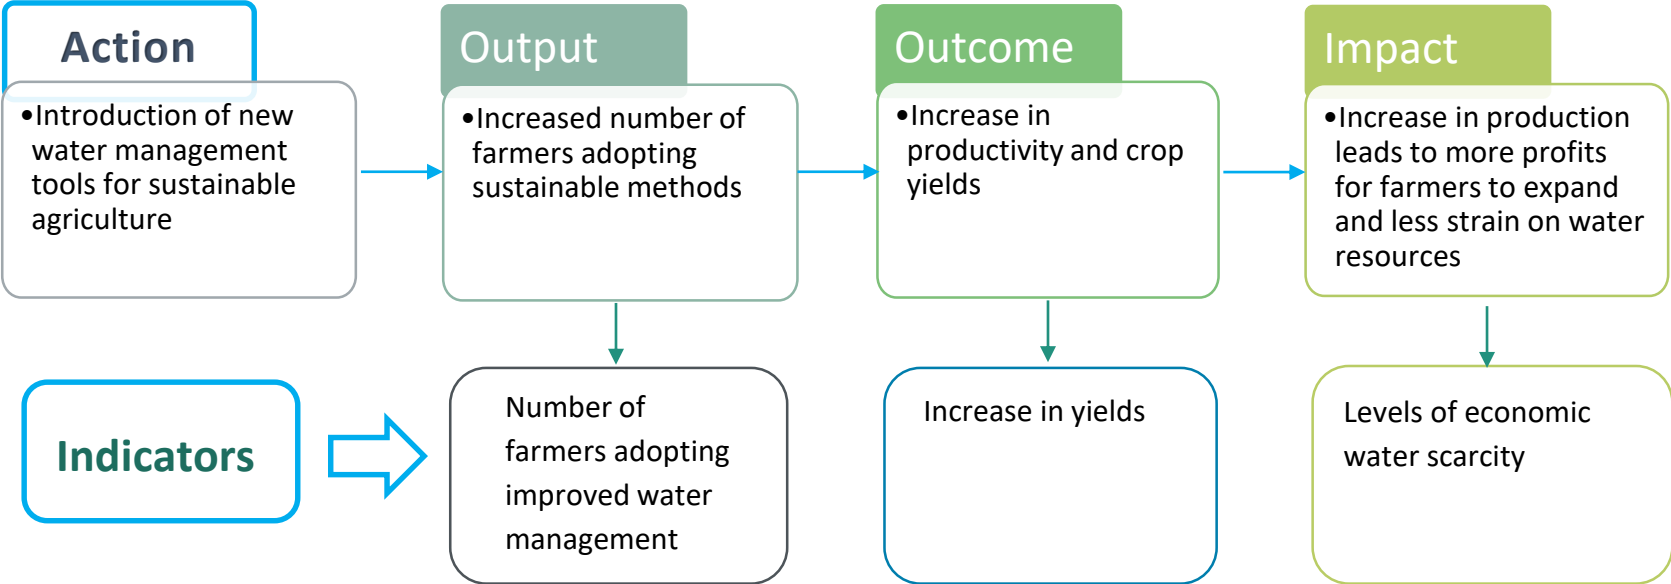 Action
•Introduction of new
water management
tools for sustainable
agriculture
Output
•Increased number of
farmers adopting
sustainable methods
Outcome
•Increase in
productivity and crop
yields
Impact
•Increase in production
leads to more profits
for farmers to expand
and less strain on water
resources
Indicators
Number of
farmers adopting
improved water
management
Increase in yields
Levels of economic
water scarcity